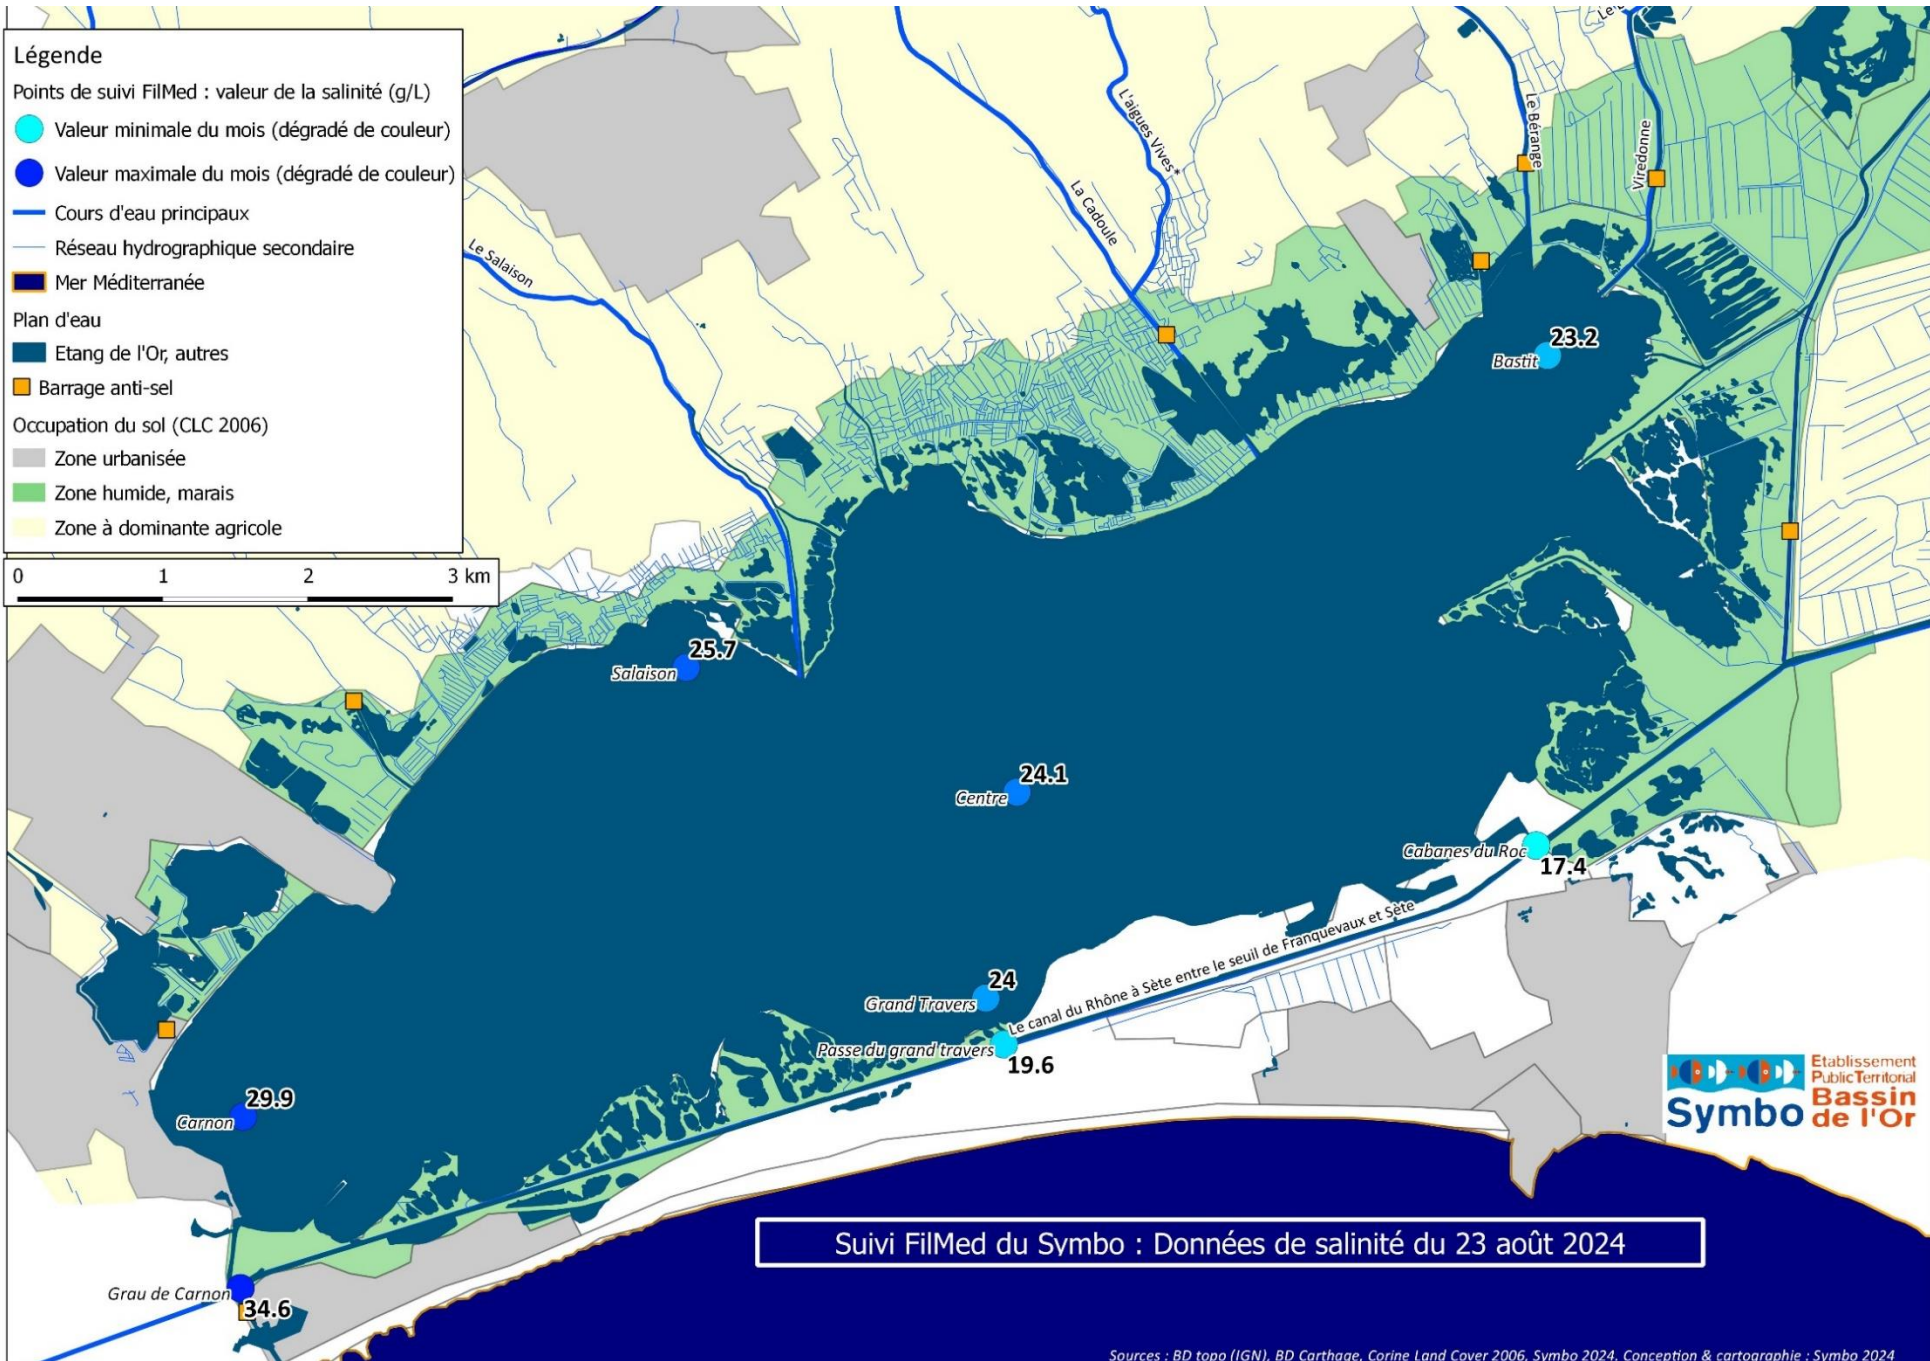 Légende
Points de suivi FilMed : valeur de la salinité (g/L)
Valeur minimale du mois (dégradé de couleur)
Valeur maximale du mois (dégradé de couleur)
Cours d'eau principaux
Réseau hydrographique secondaire
Mer Méditerranée
Plan d'eau
Etang de l'Or, autres
Barrage anti-sel
Occupation du sol (CLC 2006)
Zone urbanisée
Zone humide, marais
Zone à dominante agricole
0 1 2 3 km
Le Salaison
La Cadoule
L'aigues Vives*
Le Bérange
Viredonne
23.2
Bastit
25.7
Salaison
24.1
Centre
Cabanes du Roc
17.4
24
Grand Travers
Le canal du Rhône à Sète entre le seuil de Franquevaux et Sète
Passe du grand travers
19.6
29.9
Carnon
Grau de Carnon
34.6
Symbo
Etablissement
Public Territorial
Bassin
de l'Or
Suivi FilMed du Symbo : Données de salinité du 23 août 2024
Sources : BD topo (IGN), BD Carthage, Corine Land Cover 2006, Symbo 2024. Conception & cartographie : Symbo 2024